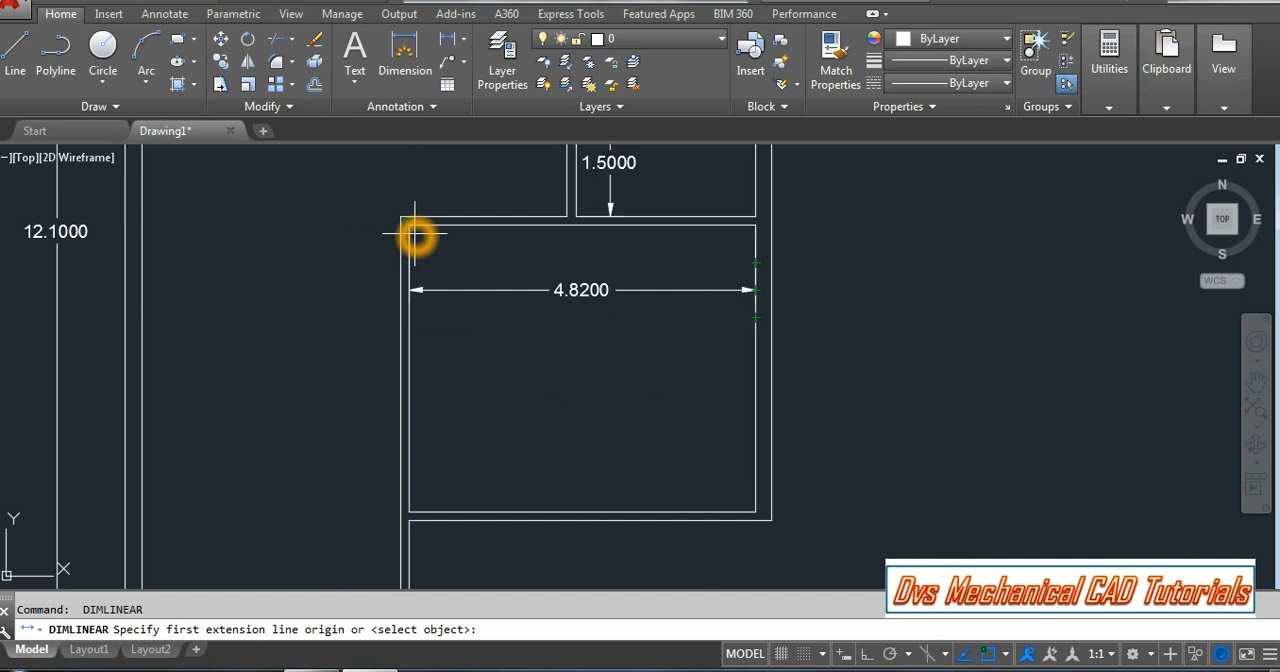 Home Insert Annotate Parametric View Manage Output Add-ins A360 Express Tools Featured Apps BIM 360 Performance
0 ByLayer
ByLayer
Line Polyline Circle Arc Text Dimension Layer Properties Insert Match Properties Group Utilities Clipboard View
ByLayer
Draw Modify Annotation Layers Block Properties Groups
Start Drawing1* +
–][Top][2D Wireframe]
1.5000
N
W TOP E
S
12.1000
WCS
4.8200
Y
X
Dvs Mechanical CAD Tutorials
Command: DIMLINEAR
DIMLINEAR Specify first extension line origin or <select object>:
Model Layout1 Layout2 + MODEL 1:1